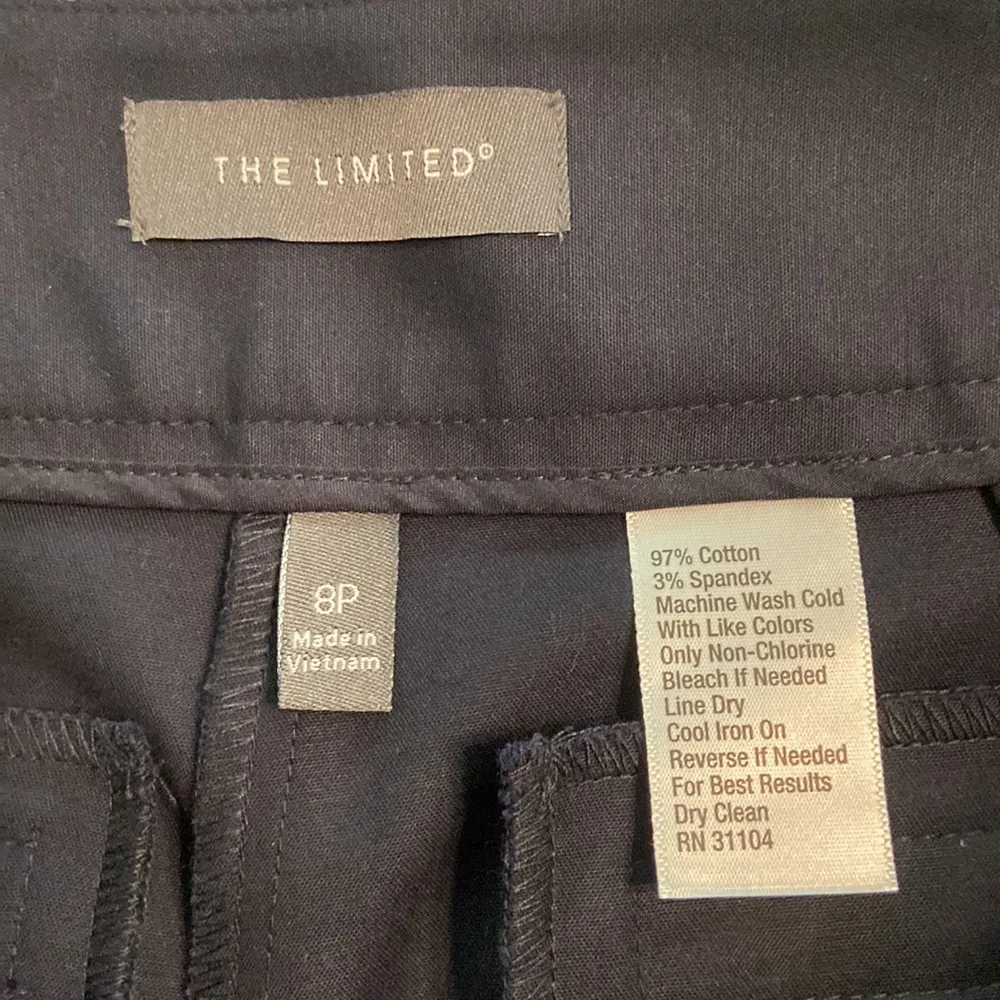 THE LIMITED®
8P
Made in
Vietnam
97% Cotton
3% Spandex
Machine Wash Cold
With Like Colors
Only Non-Chlorine
Bleach If Needed
Line Dry
Cool Iron On
Reverse If Needed
For Best Results
Dry Clean
RN 31104